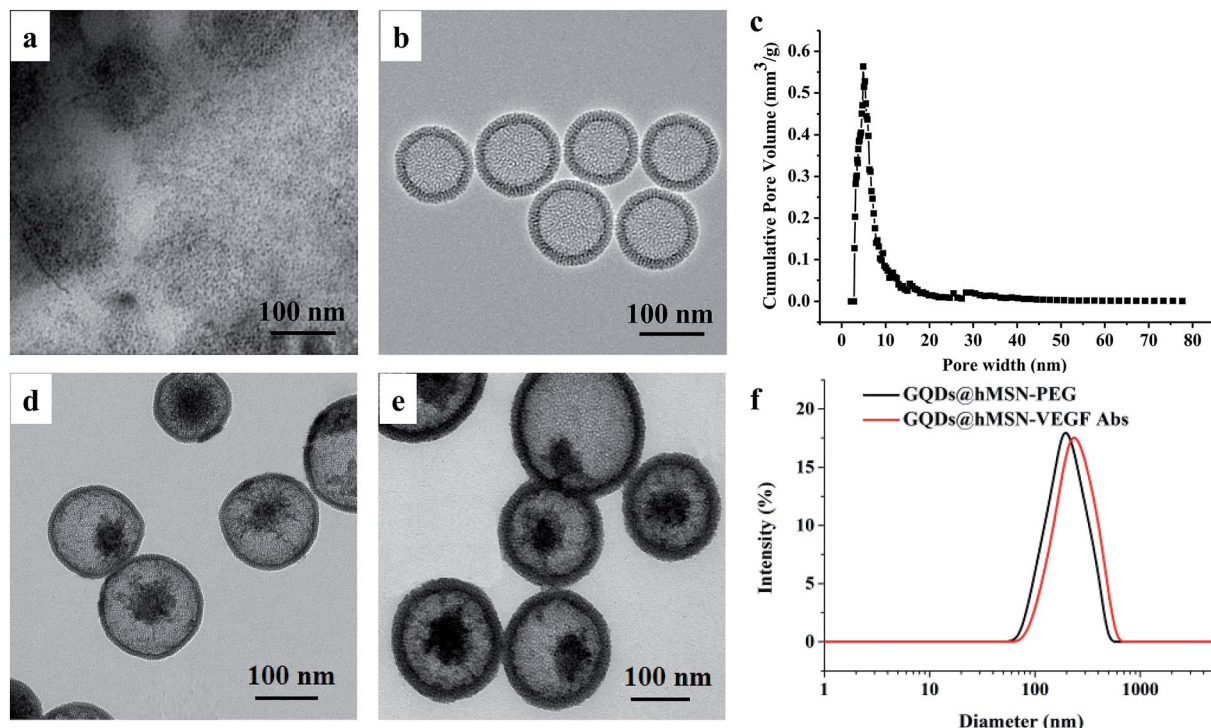 a
100 nm
b
100 nm
c
Cumulative Pore Volume (mm³/g)
0.6
0.5
0.4
0.3
0.2
0.1
0.0
0 10 20 30 40 50 60 70 80
Pore width (nm)
d
100 nm
e
100 nm
f
GQDs@hMSN-PEG
GQDs@hMSN-VEGF Abs
Intensity (%)
20
15
10
5
0
1 10 100 1000
Diameter (nm)